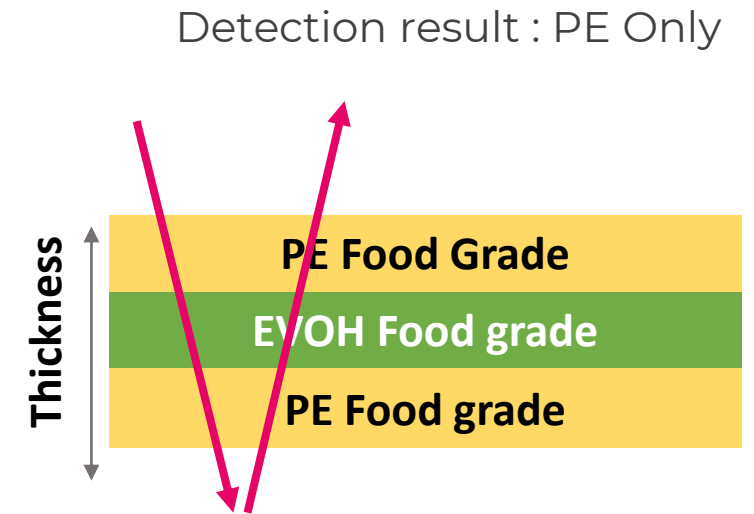 Detection result : PE Only
Thickness
PE Food Grade
EVOH Food grade
PE Food grade